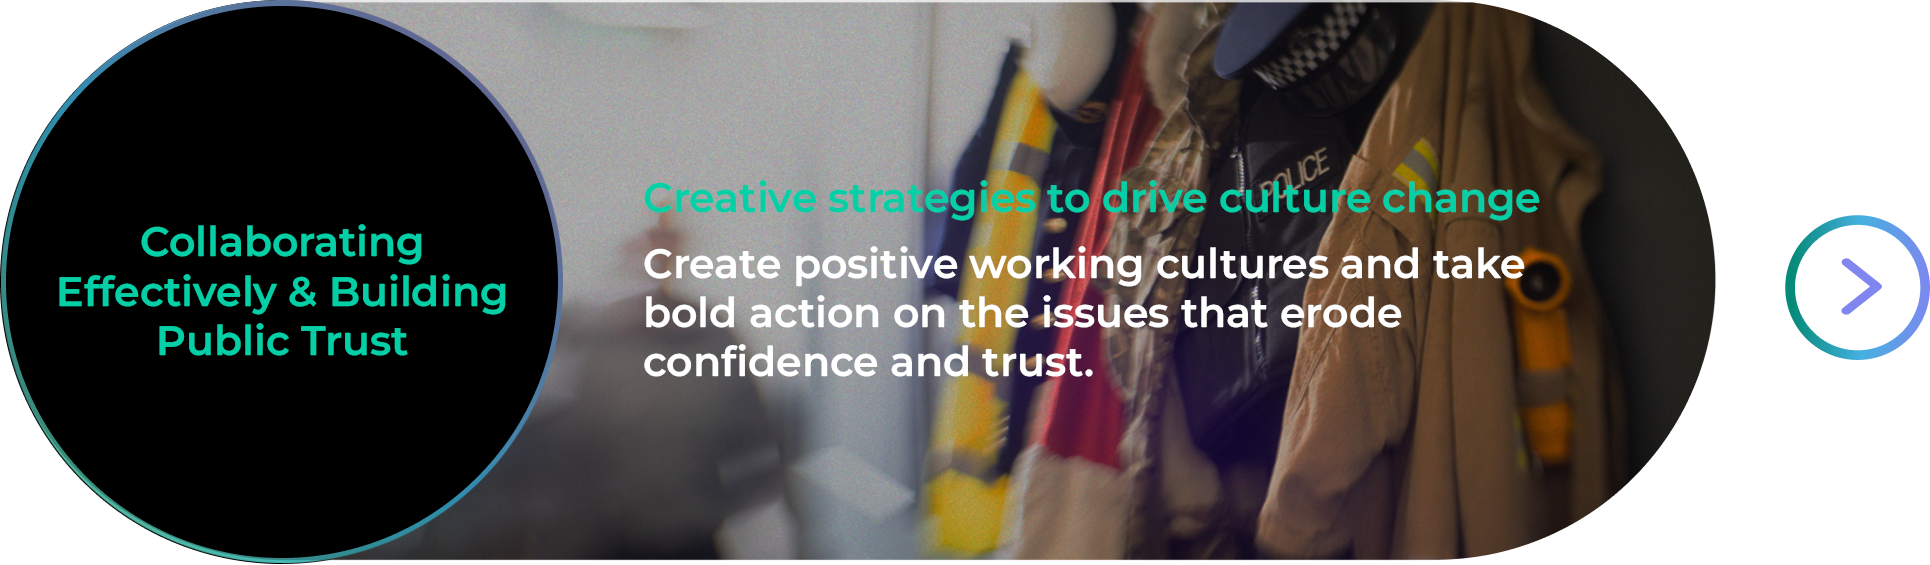 Collaborating
Effectively & Building
Public Trust
Creative strategies to drive culture change
Create positive working cultures and take
bold action on the issues that erode
confidence and trust.
POLICE